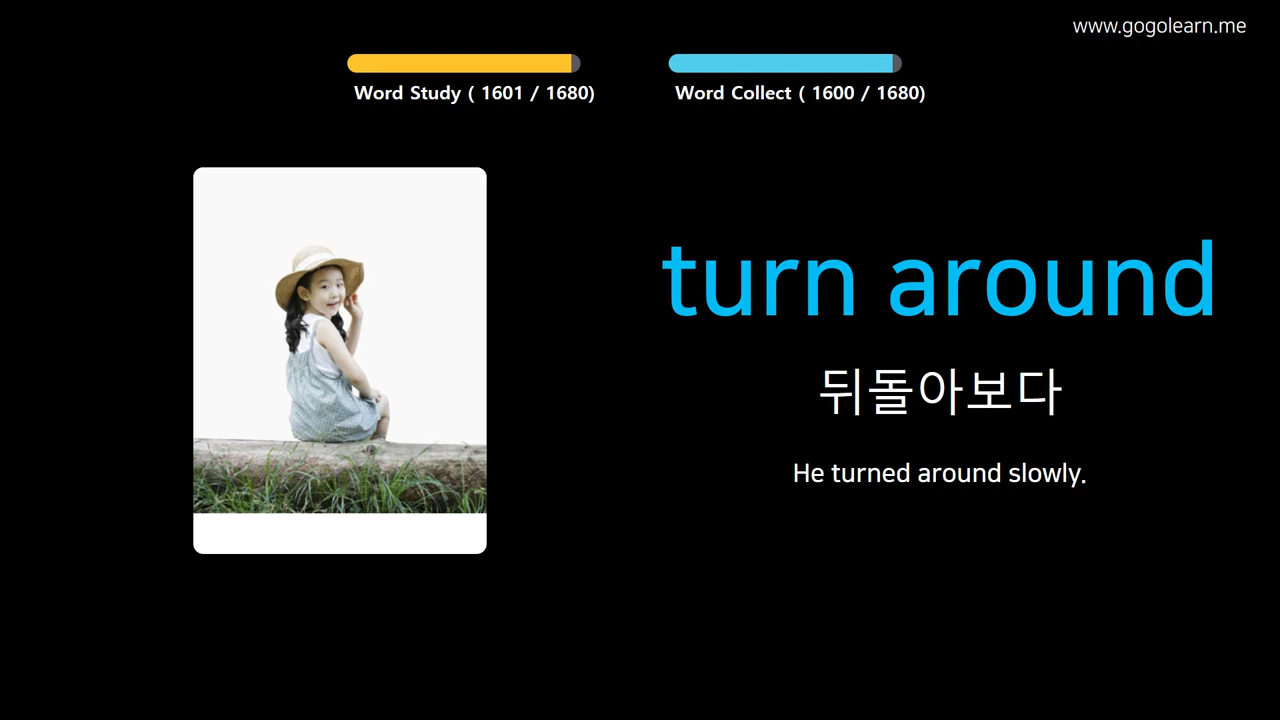 www.gogolearn.me
Word Study ( 1601 / 1680)
Word Collect ( 1600 / 1680)
turn around
뒤돌아보다
He turned around slowly.